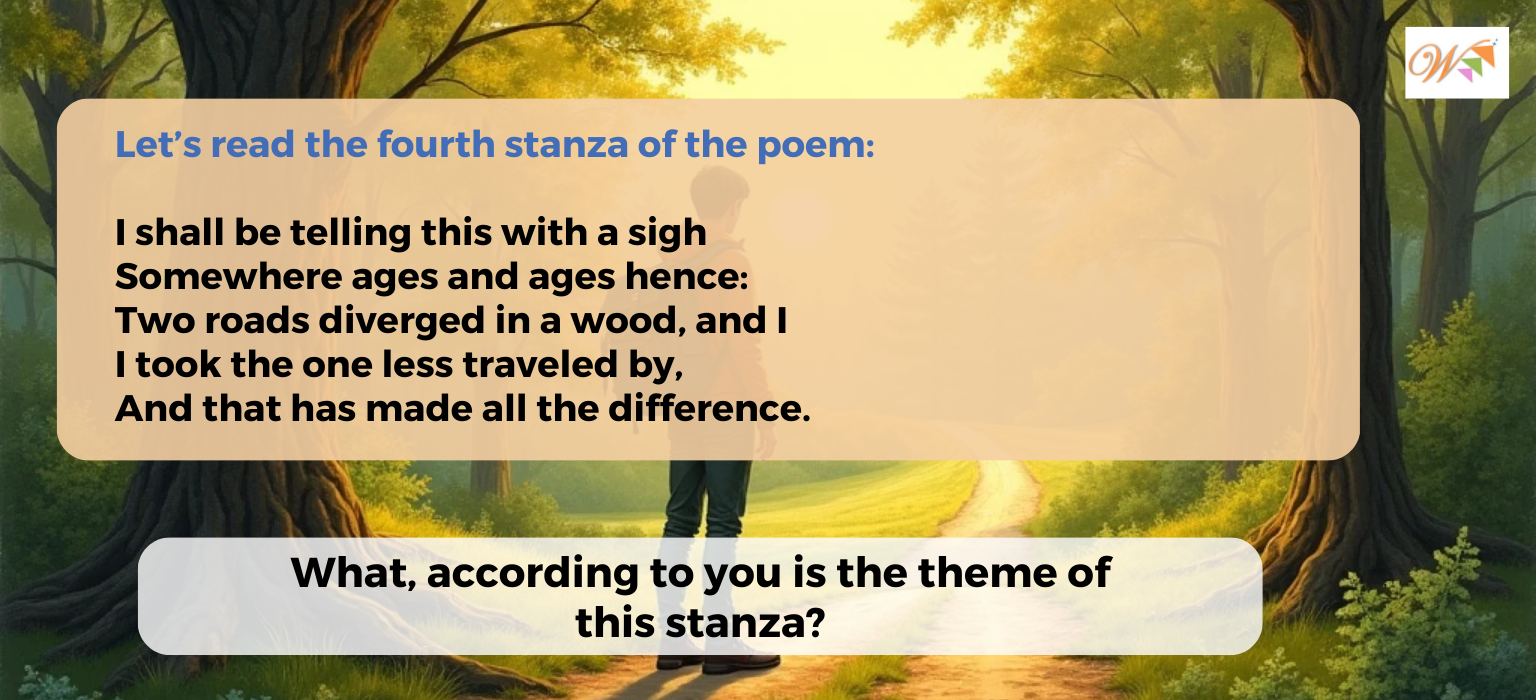 W
Let’s read the fourth stanza of the poem:
I shall be telling this with a sigh
Somewhere ages and ages hence:
Two roads diverged in a wood, and I
I took the one less traveled by,
And that has made all the difference.
What, according to you is the theme of
this stanza?